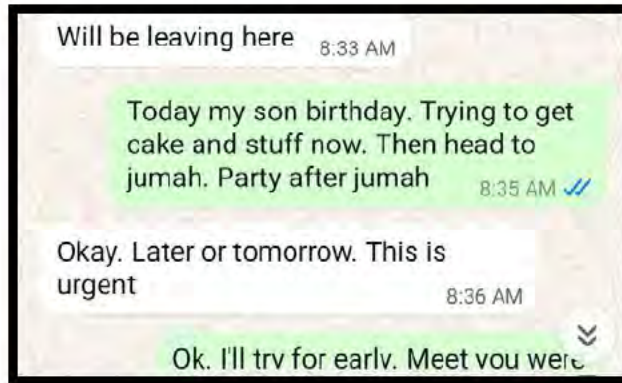 Will be leaving here 8:33 AM
Today my son birthday. Trying to get
cake and stuff now. Then head to
jumah. Party after jumah 8:35 AM
Okay. Later or tomorrow. This is
urgent 8:36 AM
Ok. I'll try for early. Meet you were